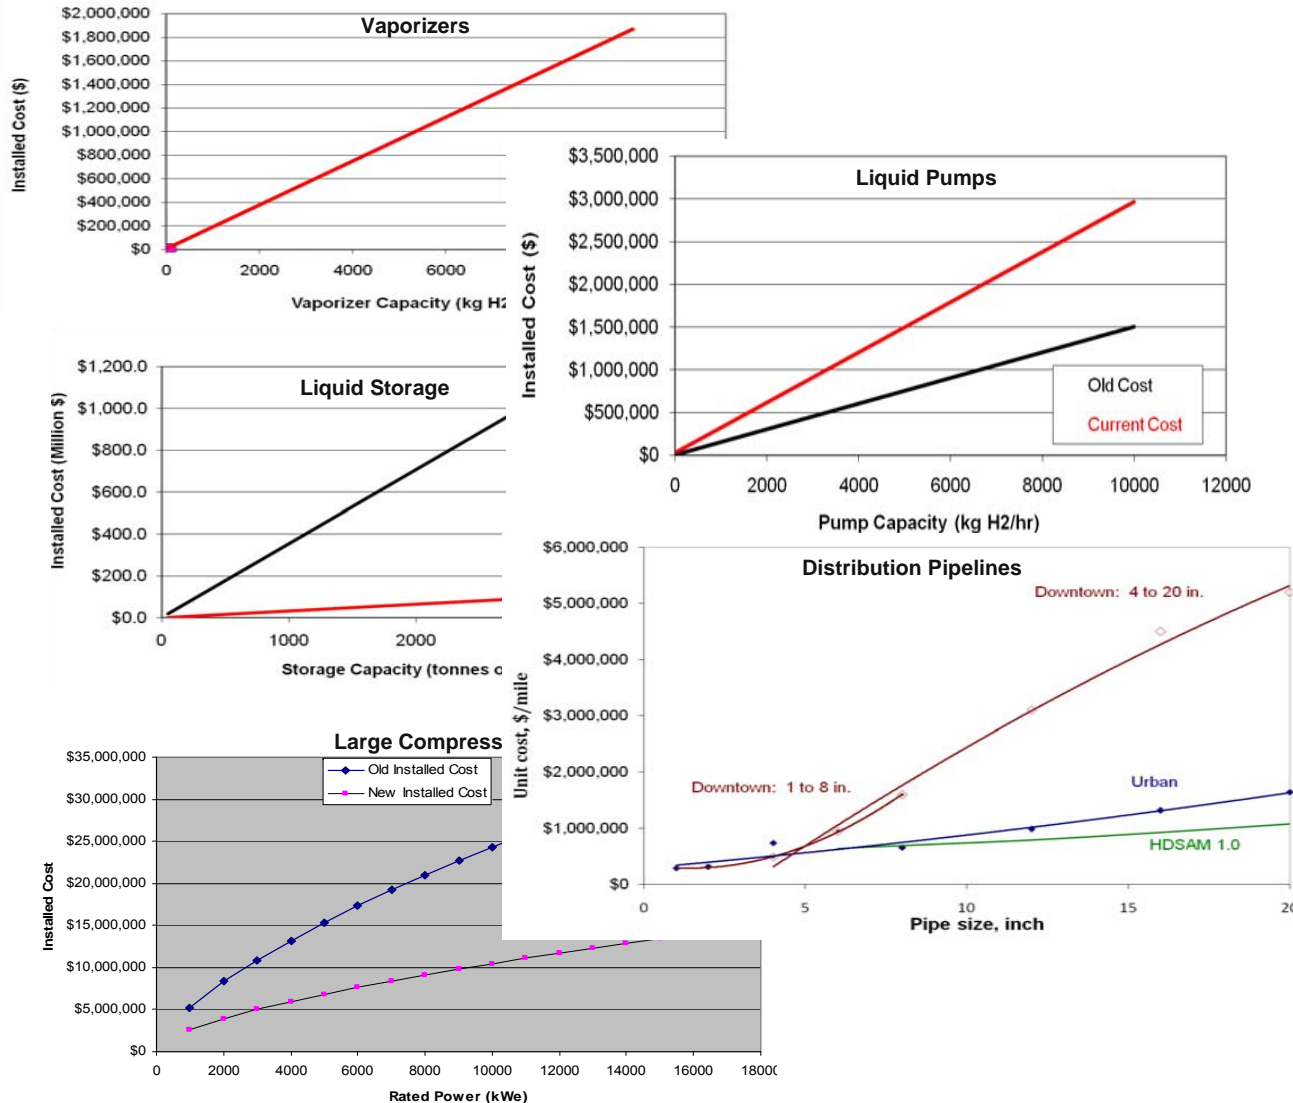 Vaporizers
$2,000,000
$1,800,000
$1,600,000
$1,400,000
$1,200,000
$1,000,000
$800,000
$600,000
$400,000
$200,000
$0
Installed Cost ($)
0 2000 4000 6000
Vaporizer Capacity (kg H2
Liquid Pumps
$3,500,000
$3,000,000
$2,500,000
$2,000,000
$1,500,000
$1,000,000
$500,000
$0
Installed Cost ($)
Old Cost
Current Cost
0 2000 4000 6000 8000 10000 12000
Pump Capacity (kg H2/hr)
Liquid Storage
$1,200.0
$1,000.0
$800.0
$600.0
$400.0
$200.0
$0.0
Installed Cost (Million $)
0 1000 2000
Storage Capacity (tonnes o
Distribution Pipelines
$6,000,000
$5,000,000
$4,000,000
$3,000,000
$2,000,000
$1,000,000
$0
Unit cost, $/mile
Downtown: 4 to 20 in.
Downtown: 1 to 8 in.
Urban
HDSAM 1.0
0 5 10 15 20
Pipe size, inch
Large Compress
$35,000,000
$30,000,000
$25,000,000
$20,000,000
$15,000,000
$10,000,000
$5,000,000
$0
Installed Cost
Old Installed Cost
New Installed Cost
0 2000 4000 6000 8000 10000 12000 14000 16000 18000
Rated Power (kWe)